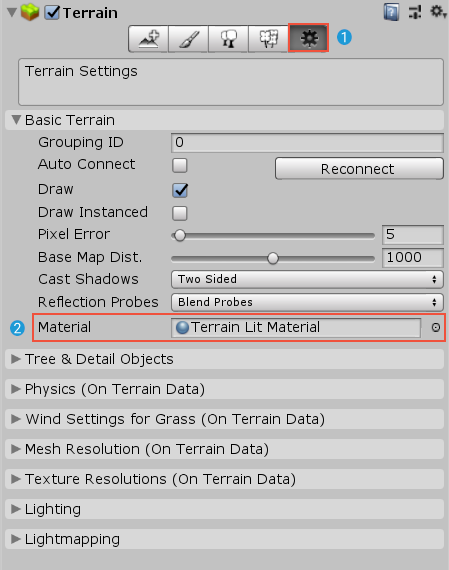 Terrain
1
Terrain Settings
Basic Terrain
Grouping ID 0
Auto Connect Reconnect
Draw
Draw Instanced
Pixel Error 5
Base Map Dist. 1000
Cast Shadows Two Sided
Reflection Probes Blend Probes
2 Material Terrain Lit Material
Tree & Detail Objects
Physics (On Terrain Data)
Wind Settings for Grass (On Terrain Data)
Mesh Resolution (On Terrain Data)
Texture Resolutions (On Terrain Data)
Lighting
Lightmapping